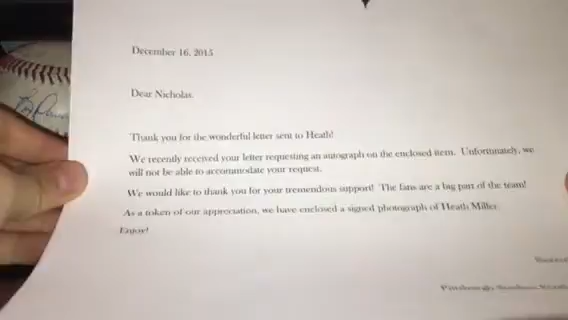 December 16, 2015
Dear Nicholas,
Thank you for the wonderful letter sent to Heath!
We recently received your letter requesting an autograph on the enclosed item. Unfortunately, we
will not be able to accommodate your request.
We would like to thank you for your tremendous support! The fans are a big part of the team!
As a token of our appreciation, we have enclosed a signed photograph of Heath Miller.
Enjoy!
Pittsburgh Steelers